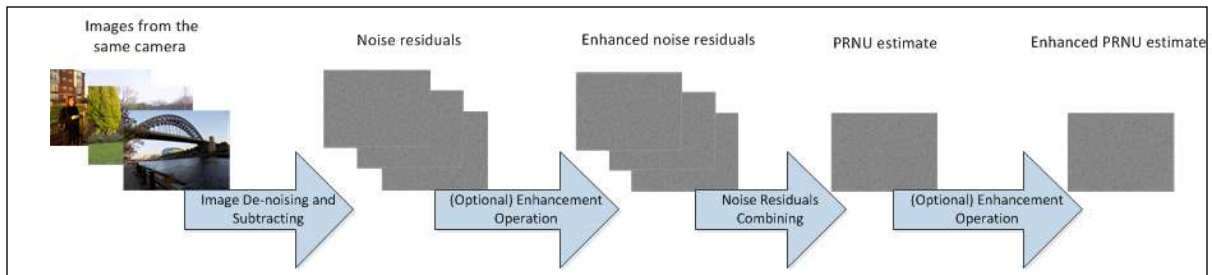 Images from the
same camera
Noise residuals
Enhanced noise residuals
PRNU estimate
Enhanced PRNU estimate
Image De-noising and
Subtracting
(Optional) Enhancement
Operation
Noise Residuals
Combining
(Optional) Enhancement
Operation